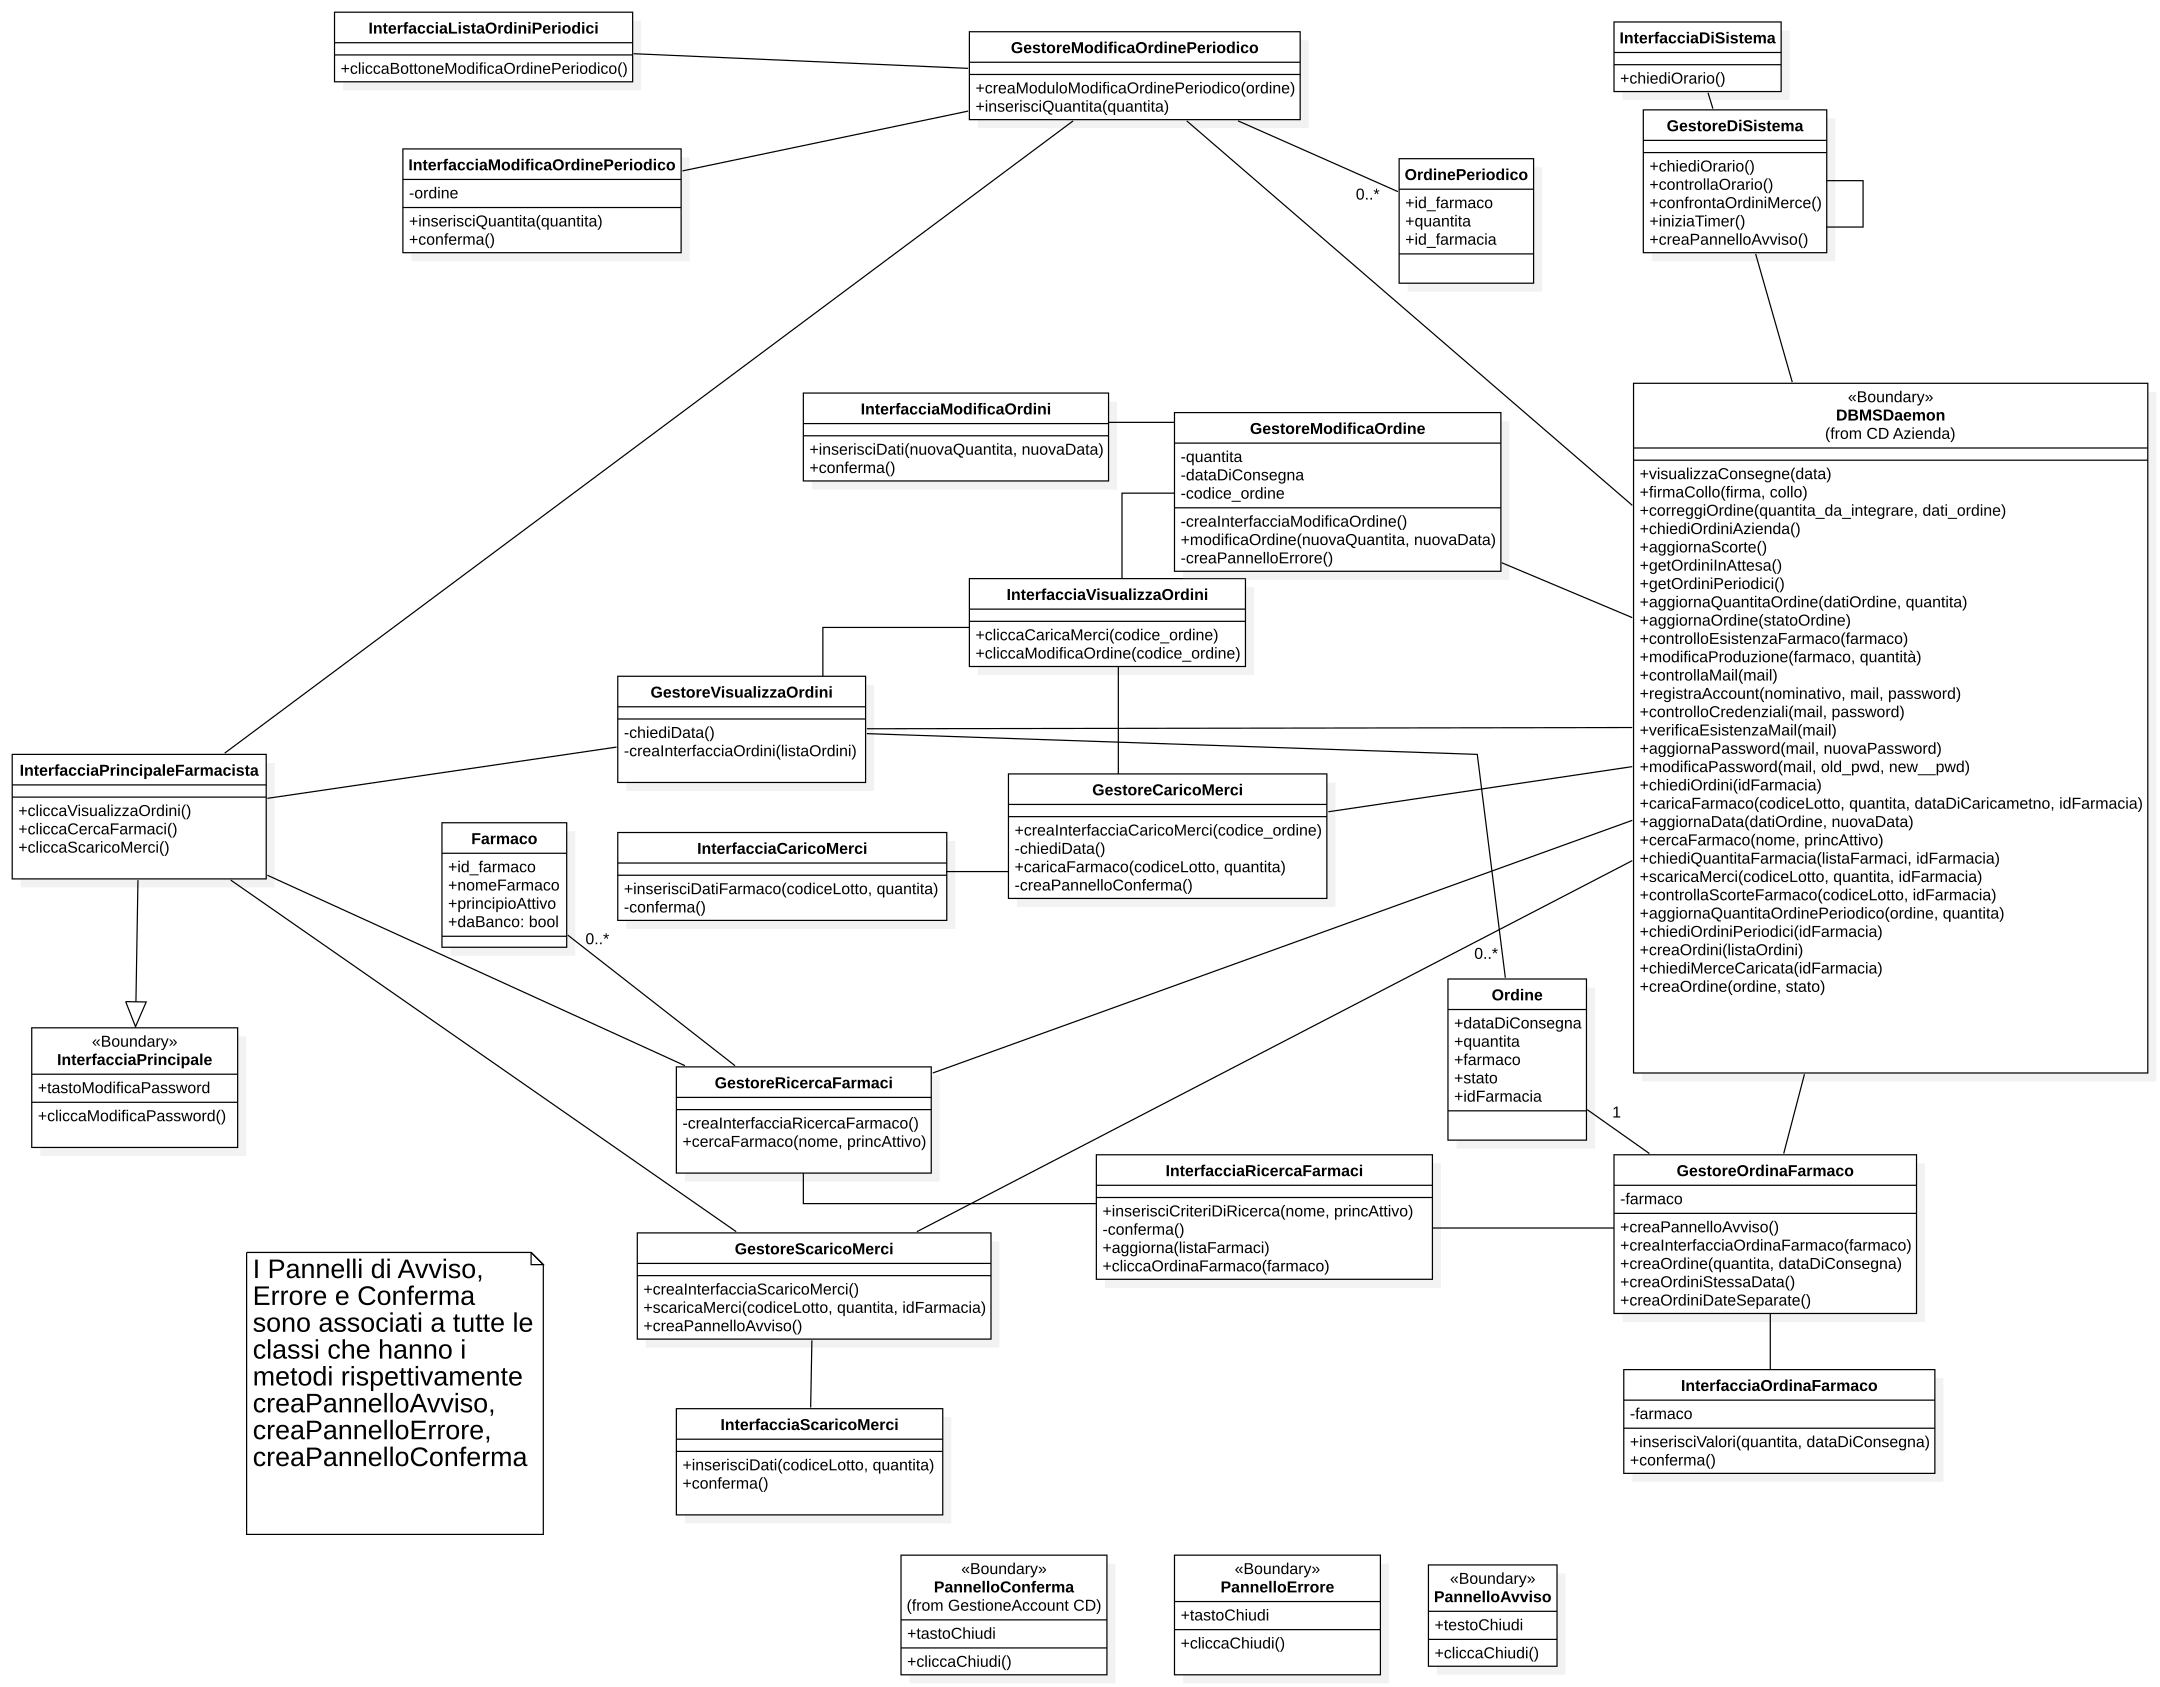 InterfacciaListaOrdiniPeriodici
+cliccaBottoneModificaOrdinePeriodico()
GestoreModificaOrdinePeriodico
+creaModuloModificaOrdinePeriodico(ordine)
+inserisciQuantita(quantita)
InterfacciaDiSistema
+chiediOrario()
GestoreDiSistema
+chiediOrario()
+controllaOrario()
+confrontaOrdiniMerce()
+iniziaTimer()
+creaPannelloAvviso()
InterfacciaModificaOrdinePeriodico
-ordine
+inserisciQuantita(quantita)
+conferma()
0..*
OrdinePeriodico
+id_farmaco
+quantita
+id_farmacia
InterfacciaModificaOrdini
+inserisciDati(nuovaQuantita, nuovaData)
+conferma()
GestoreModificaOrdine
-quantita
-dataDiConsegna
-codice_ordine
-creaInterfacciaModificaOrdine()
+modificaOrdine(nuovaQuantita, nuovaData)
-creaPannelloErrore()
«Boundary»
DBMSDaemon
(from CD Azienda)
+visualizzaConsegne(data)
+firmaCollo(firma, collo)
+correggiOrdine(quantita_da_integrare, dati_ordine)
+chiediOrdiniAzienda()
+aggiornaScorte()
+getOrdiniInAttesa()
+getOrdiniPeriodici()
+aggiornaQuantitaOrdine(datiOrdine, quantita)
+aggiornaOrdine(statoOrdine)
+controlloEsistenzaFarmaco(farmaco)
+modificaProduzione(farmaco, quantità)
+controllaMail(mail)
+registraAccount(nominativo, mail, password)
+controlloCredenziali(mail, password)
+verificaEsistenzaMail(mail)
+aggiornaPassword(mail, nuovaPassword)
+modificaPassword(mail, old_pwd, new__pwd)
+chiediOrdini(idFarmacia)
+caricaFarmaco(codiceLotto, quantita, dataDiCaricametno, idFarmacia)
+aggiornaData(datiOrdine, nuovaData)
+cercaFarmaco(nome, princAttivo)
+chiediQuantitaFarmacia(listaFarmaci, idFarmacia)
+scaricaMerci(codiceLotto, quantita, idFarmacia)
+controllaScorteFarmaco(codiceLotto, idFarmacia)
+aggiornaQuantitaOrdinePeriodico(ordine, quantita)
+chiediOrdiniPeriodici(idFarmacia)
+creaOrdini(listaOrdini)
+chiediMerceCaricata(idFarmacia)
+creaOrdine(ordine, stato)
InterfacciaVisualizzaOrdini
+cliccaCaricaMerci(codice_ordine)
+cliccaModificaOrdine(codice_ordine)
GestoreVisualizzaOrdini
-chiediData()
-creaInterfacciaOrdini(listaOrdini)
InterfacciaPrincipaleFarmacista
+cliccaVisualizzaOrdini()
+cliccaCercaFarmaci()
+cliccaScaricoMerci()
GestoreCaricoMerci
+creaInterfacciaCaricoMerci(codice_ordine)
-chiediData()
+caricaFarmaco(codiceLotto, quantita)
-creaPannelloConferma()
Farmaco
+id_farmaco
+nomeFarmaco
+principioAttivo
+daBanco: bool
0..*
InterfacciaCaricoMerci
+inserisciDatiFarmaco(codiceLotto, quantita)
-conferma()
0..*
Ordine
+dataDiConsegna
+quantita
+farmaco
+stato
+idFarmacia
1
«Boundary»
InterfacciaPrincipale
+tastoModificaPassword
+cliccaModificaPassword()
GestoreRicercaFarmaci
-creaInterfacciaRicercaFarmaco()
+cercaFarmaco(nome, princAttivo)
InterfacciaRicercaFarmaci
+inserisciCriteriDiRicerca(nome, princAttivo)
-conferma()
+aggiorna(listaFarmaci)
+cliccaOrdinaFarmaco(farmaco)
GestoreOrdinaFarmaco
-farmaco
+creaPannelloAvviso()
+creaInterfacciaOrdinaFarmaco(farmaco)
+creaOrdine(quantita, dataDiConsegna)
+creaOrdiniStessaData()
+creaOrdiniDateSeparate()
GestoreScaricoMerci
+creaInterfacciaScaricoMerci()
+scaricaMerci(codiceLotto, quantita, idFarmacia)
+creaPannelloAvviso()
I Pannelli di Avviso,
Errore e Conferma
sono associati a tutte le
classi che hanno i
metodi rispettivamente
creaPannelloAvviso,
creaPannelloErrore,
creaPannelloConferma
InterfacciaOrdinaFarmaco
-farmaco
+inserisciValori(quantita, dataDiConsegna)
+conferma()
InterfacciaScaricoMerci
+inserisciDati(codiceLotto, quantita)
+conferma()
«Boundary»
PannelloConferma
(from GestioneAccount CD)
+tastoChiudi
+cliccaChiudi()
«Boundary»
PannelloErrore
+tastoChiudi
+cliccaChiudi()
«Boundary»
PannelloAvviso
+testoChiudi
+cliccaChiudi()